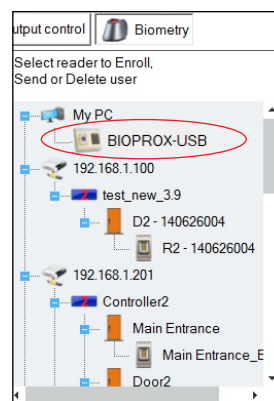 utput control Biometry
Select reader to Enroll,
Send or Delete user
My PC
BIOPROX-USB
192.168.1.100
test_new_3.9
D2 - 140626004
R2 - 140626004
192.168.1.201
Controller2
Main Entrance
Main Entrance_E
Door2